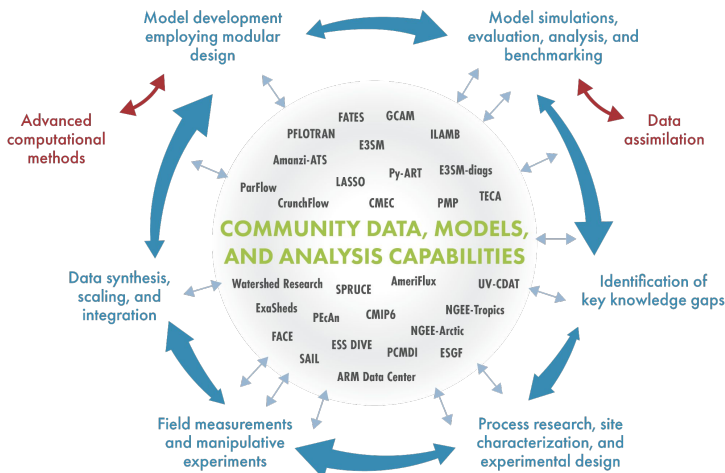 Model development
employing modular
design
Model simulations,
evaluation, analysis, and
benchmarking
Advanced
computational
methods
Data
assimilation
FATES
GCAM
PFLOTRAN
ILAMB
E3SM
Amanzi-ATS
Py-ART
E3SM-diags
LASSO
ParFlow
TECA
CrunchFlow
CMEC
PMP
COMMUNITY DATA, MODELS,
AND ANALYSIS CAPABILITIES
Data synthesis,
scaling, and
integration
Identification of
key knowledge gaps
Watershed Research
SPRUCE
AmeriFlux
UV-CDAT
ExaSheds
PEcAn
CMIP6
NGEE-Tropics
NGEE-Arctic
FACE
ESS DIVE
PCMDI
ESGF
SAIL
ARM Data Center
Field measurements
and manipulative
experiments
Process research, site
characterization, and
experimental design